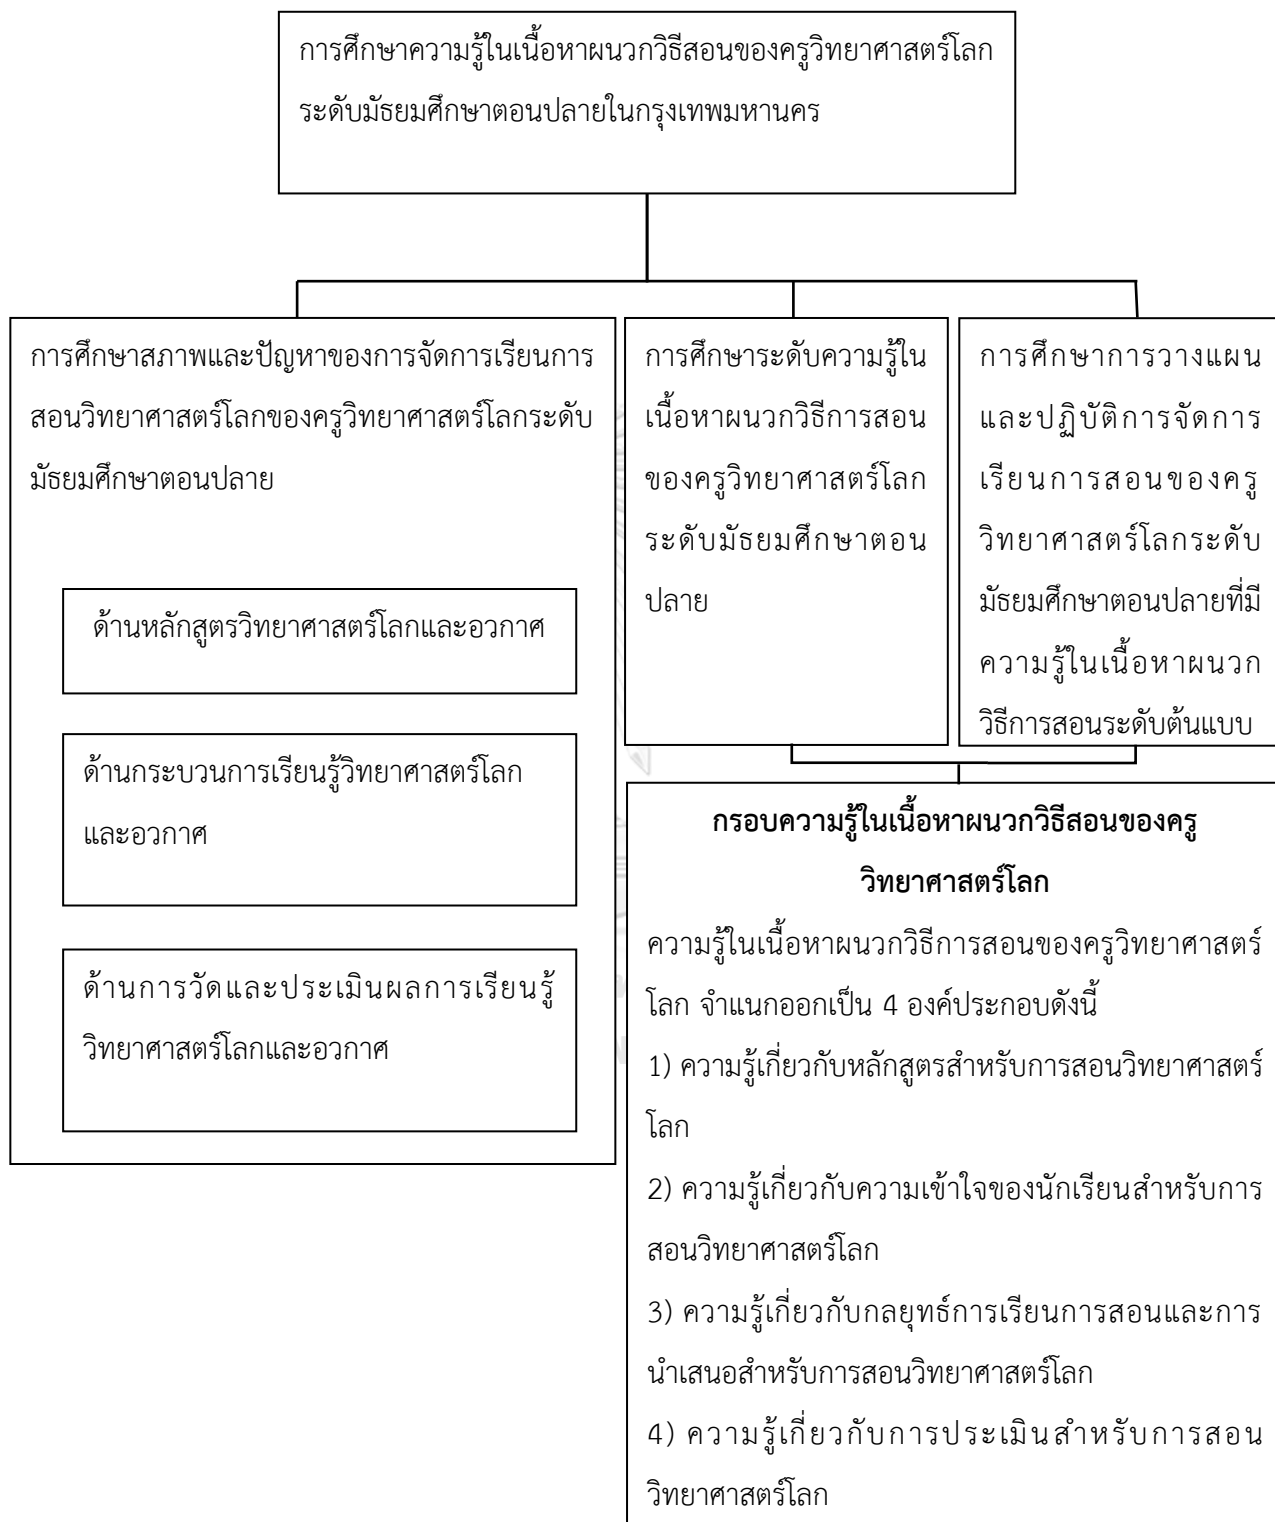 การศึกษาความรู้ในเนื้อหาผนวกวิธีสอนของครูวิทยาศาสตร์โลก
ระดับมัธยมศึกษาตอนปลายในกรุงเทพมหานคร
การศึกษาสภาพและปัญหาของการจัดการเรียนการ
สอนวิทยาศาสตร์โลกของครูวิทยาศาสตร์โลกระดับ
มัธยมศึกษาตอนปลาย
ด้านหลักสูตรวิทยาศาสตร์โลกและอวกาศ
ด้านกระบวนการเรียนรู้วิทยาศาสตร์โลก
และอวกาศ
ด้านการวัดและประเมินผลการเรียนรู้
วิทยาศาสตร์โลกและอวกาศ
การศึกษาระดับความรู้ใน
เนื้อหาผนวกวิธีการสอน
ของครูวิทยาศาสตร์โลก
ระดับมัธยมศึกษาตอน
ปลาย
การศึกษาการวางแผน
และปฏิบัติการจัดการ
เรียนการสอนของครู
วิทยาศาสตร์โลกระดับ
มัธยมศึกษาตอนปลายที่มี
ความรู้ในเนื้อหาผนวก
วิธีการสอนระดับต้นแบบ
กรอบความรู้ในเนื้อหาผนวกวิธีสอนของครู
วิทยาศาสตร์โลก
ความรู้ในเนื้อหาผนวกวิธีการสอนของครูวิทยาศาสตร์
โลก จำแนกออกเป็น 4 องค์ประกอบดังนี้
1) ความรู้เกี่ยวกับหลักสูตรสำหรับการสอนวิทยาศาสตร์
โลก
2) ความรู้เกี่ยวกับความเข้าใจของนักเรียนสำหรับการ
สอนวิทยาศาสตร์โลก
3) ความรู้เกี่ยวกับกลยุทธ์การเรียนการสอนและการ
นำเสนอสำหรับการสอนวิทยาศาสตร์โลก
4) ความรู้เกี่ยวกับการประเมินสำหรับการสอน
วิทยาศาสตร์โลก